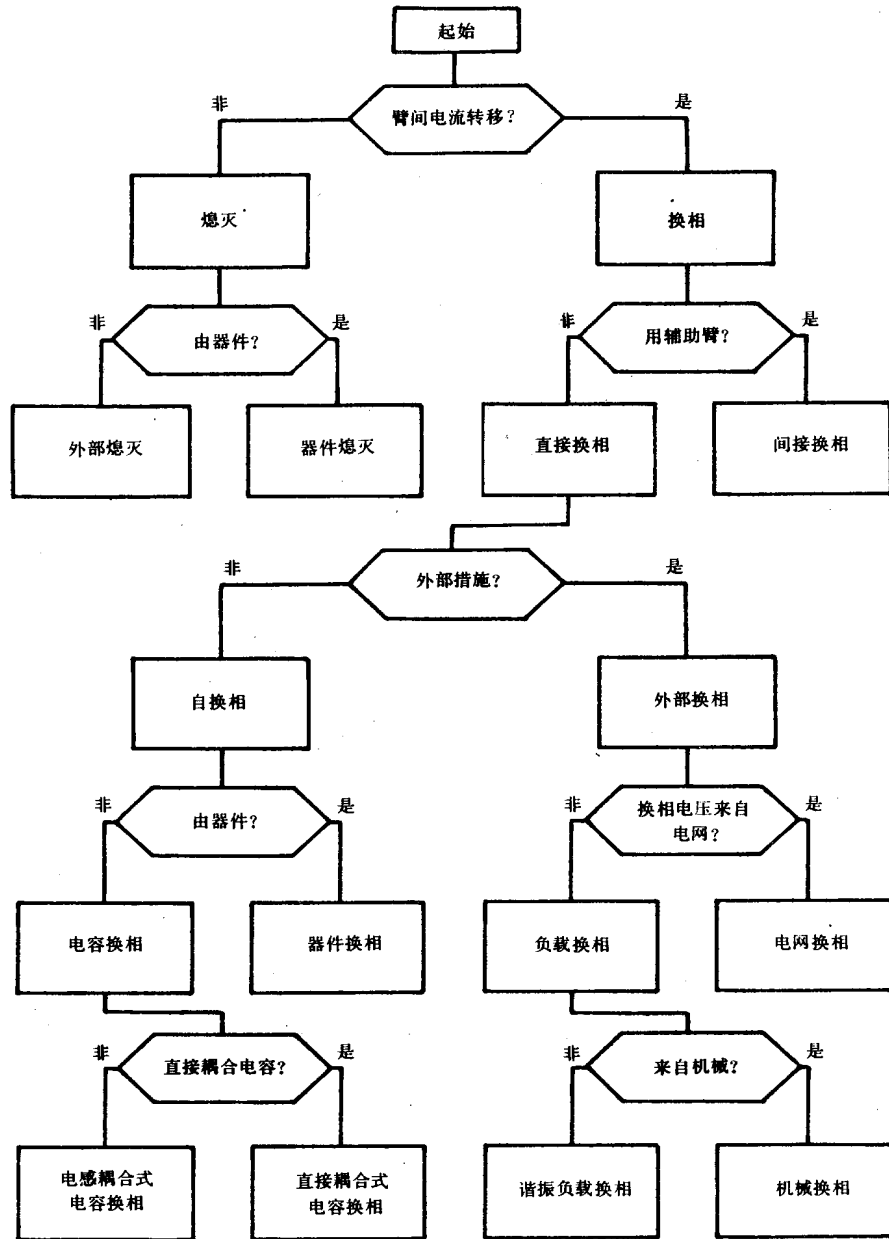 起始
臂间电流转移?
非
是
熄灭
换相
非
由器件?
是
非
用辅助臂?
是
外部熄灭
器件熄灭
直接换相
间接换相
非
外部措施?
是
自换相
外部换相
非
由器件?
是
非
换相电压来自
电网?
是
电容换相
器件换相
负载换相
电网换相
非
直接耦合电容?
是
非
来自机械?
是
电感耦合式
电容换相
直接耦合式
电容换相
谐振负载换相
机械换相